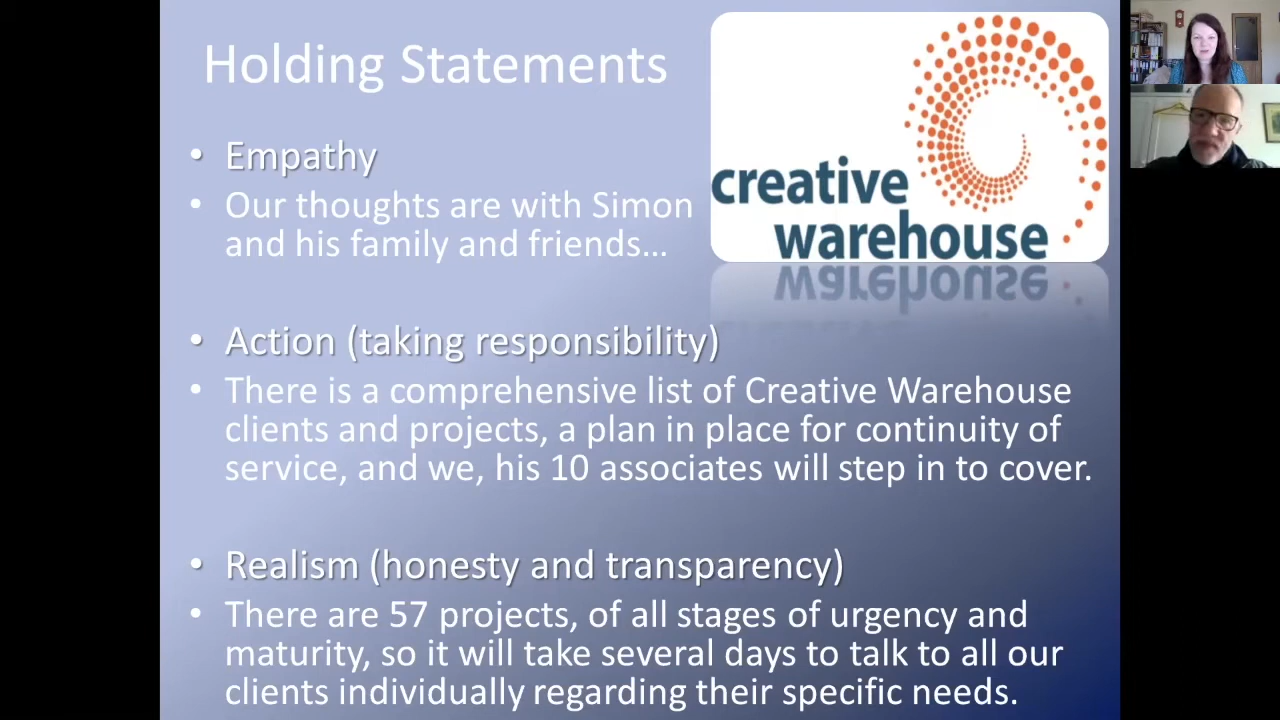 Holding Statements
creative
warehouse
• Empathy
• Our thoughts are with Simon
and his family and friends…
• Action (taking responsibility)
• There is a comprehensive list of Creative Warehouse
clients and projects, a plan in place for continuity of
service, and we, his 10 associates will step in to cover.
• Realism (honesty and transparency)
• There are 57 projects, of all stages of urgency and
maturity, so it will take several days to talk to all our
clients individually regarding their specific needs.